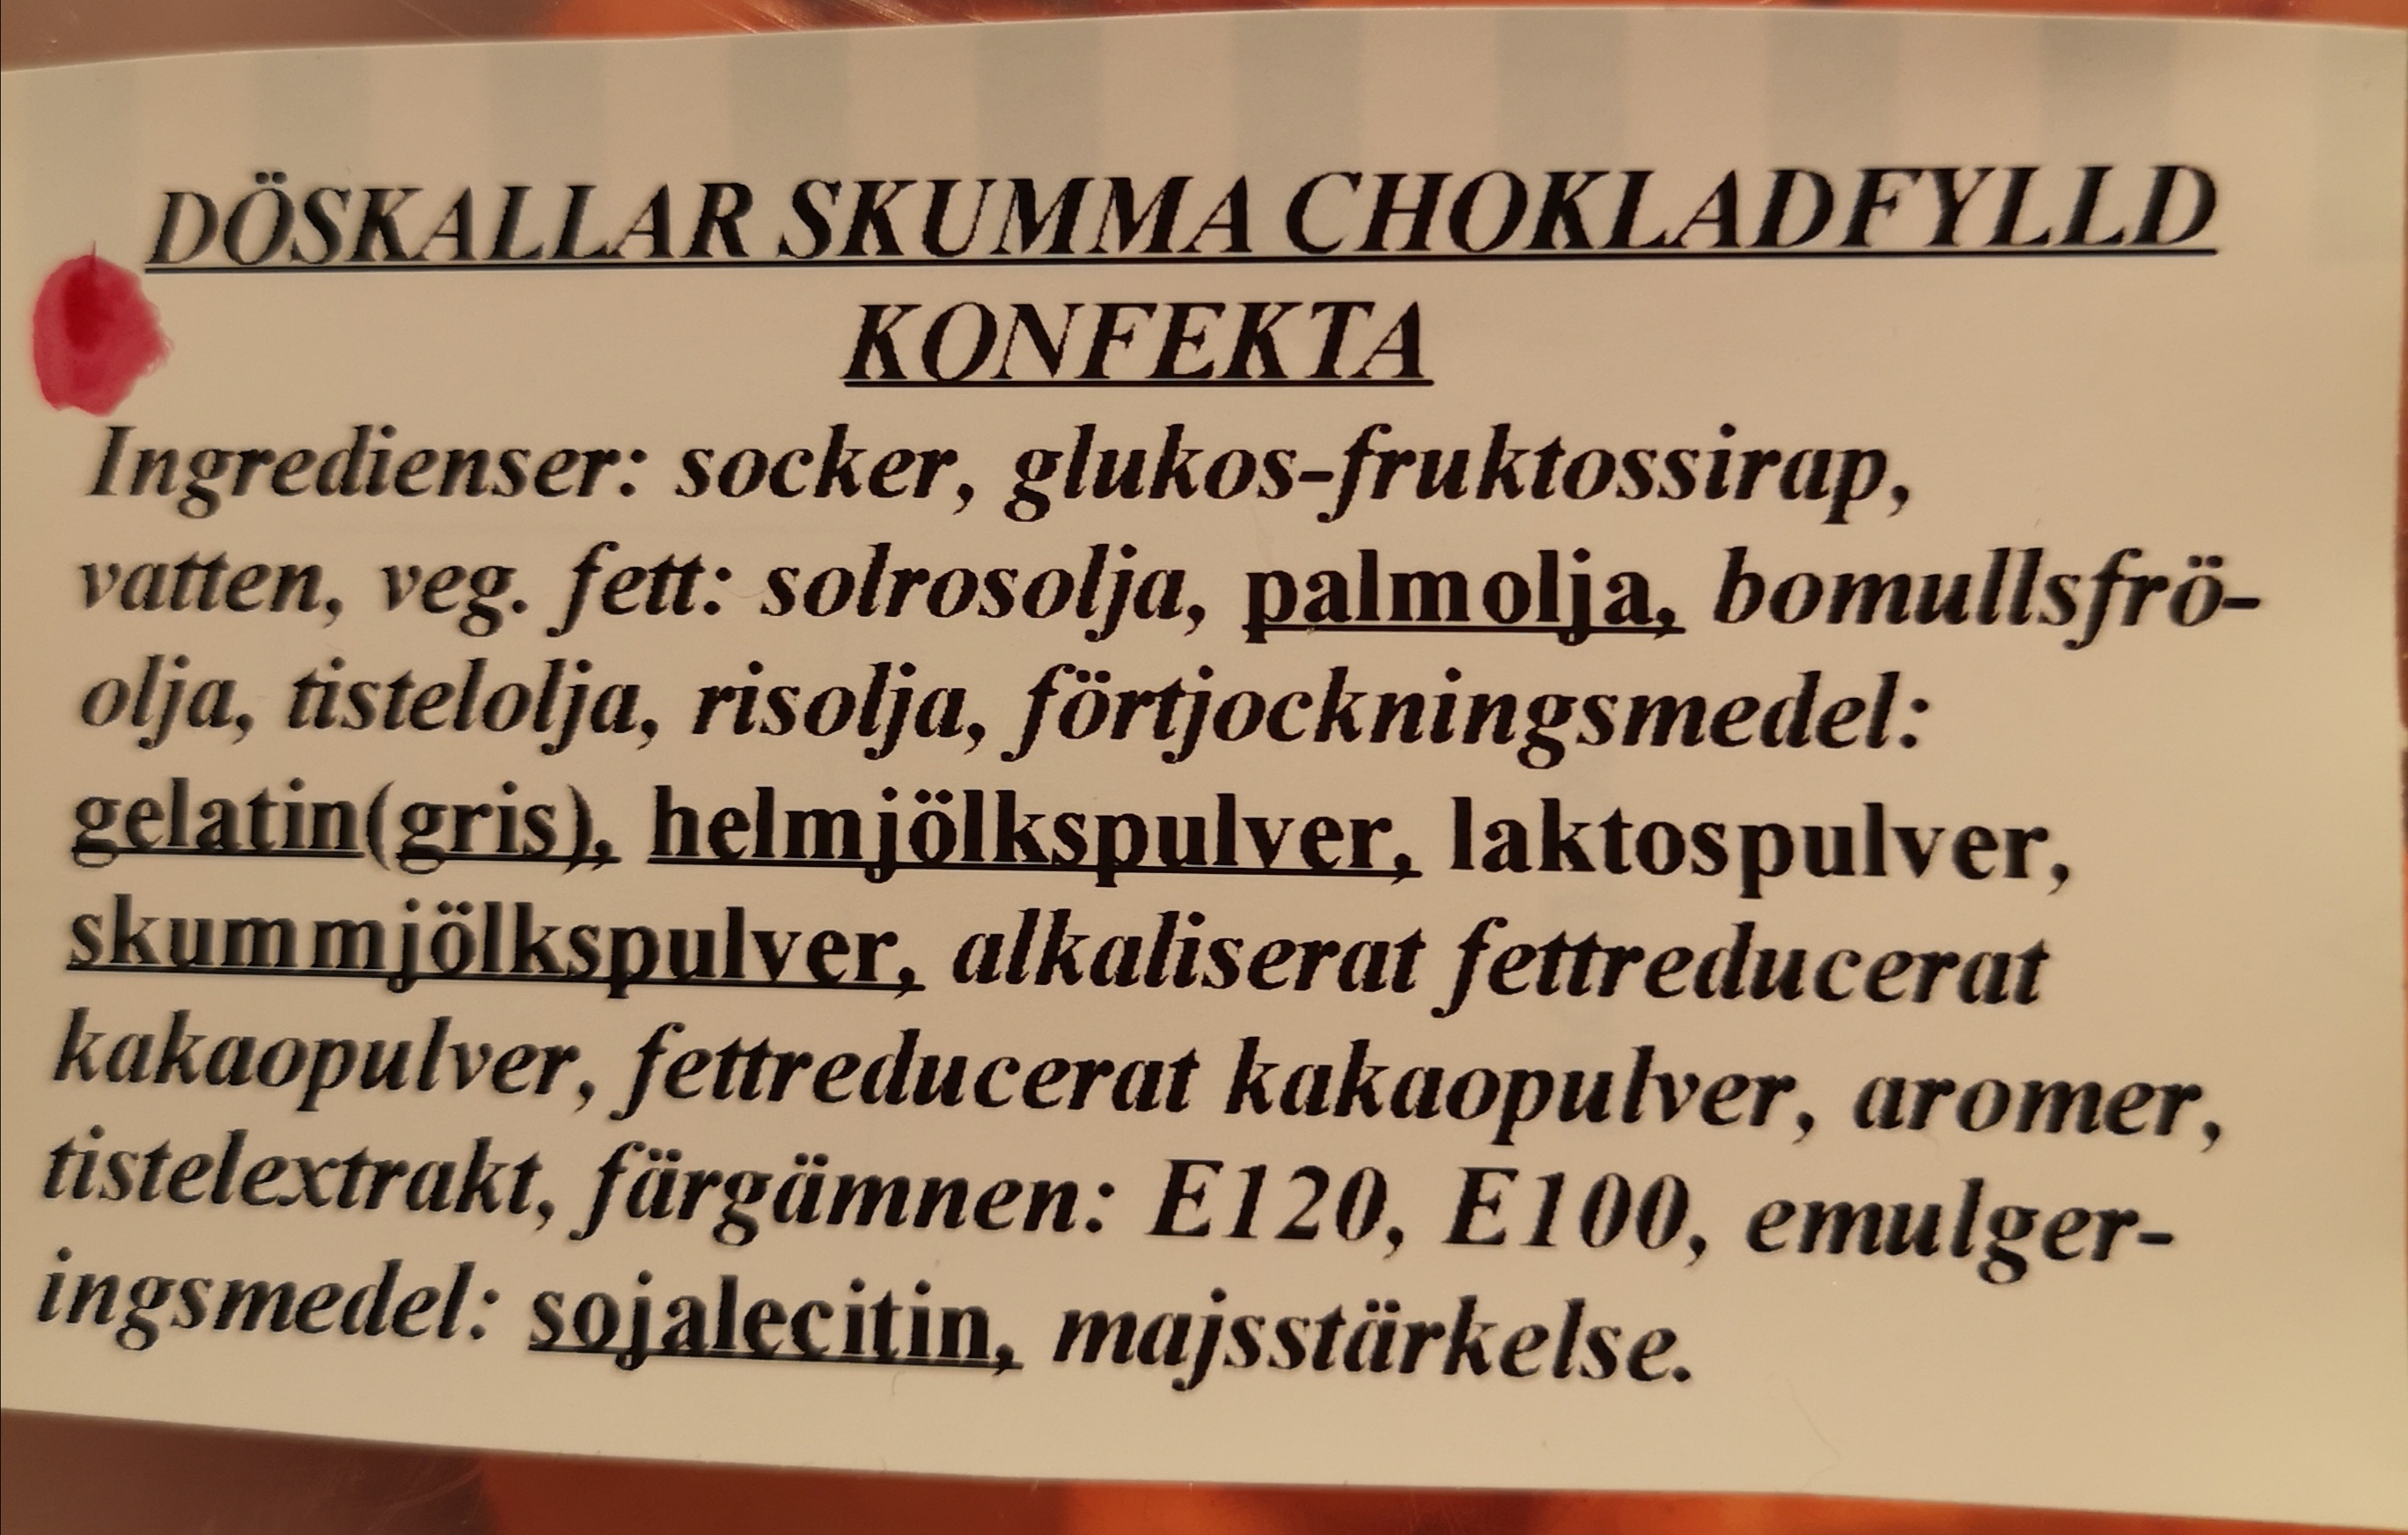 DÖSKALLAR SKUMMA CHOKLADFYLLD
KONFEKTA
Ingredienser: socker, glukos-fruktossirap,
vatten, veg. fett: solrosolja, palmolja, bomullsfrö-
olja, tistelolja, risolja, förtjockningsmedel:
gelatin(gris), helmjölkspulver, laktospulver,
skummjölkspulver, alkaliserat fettreducerat
kakaopulver, fettreducerat kakaopulver, aromer,
tistelextrakt, färgämnen: E120, E100, emulger-
ingsmedel: sojalecitin, majsstärkelse.